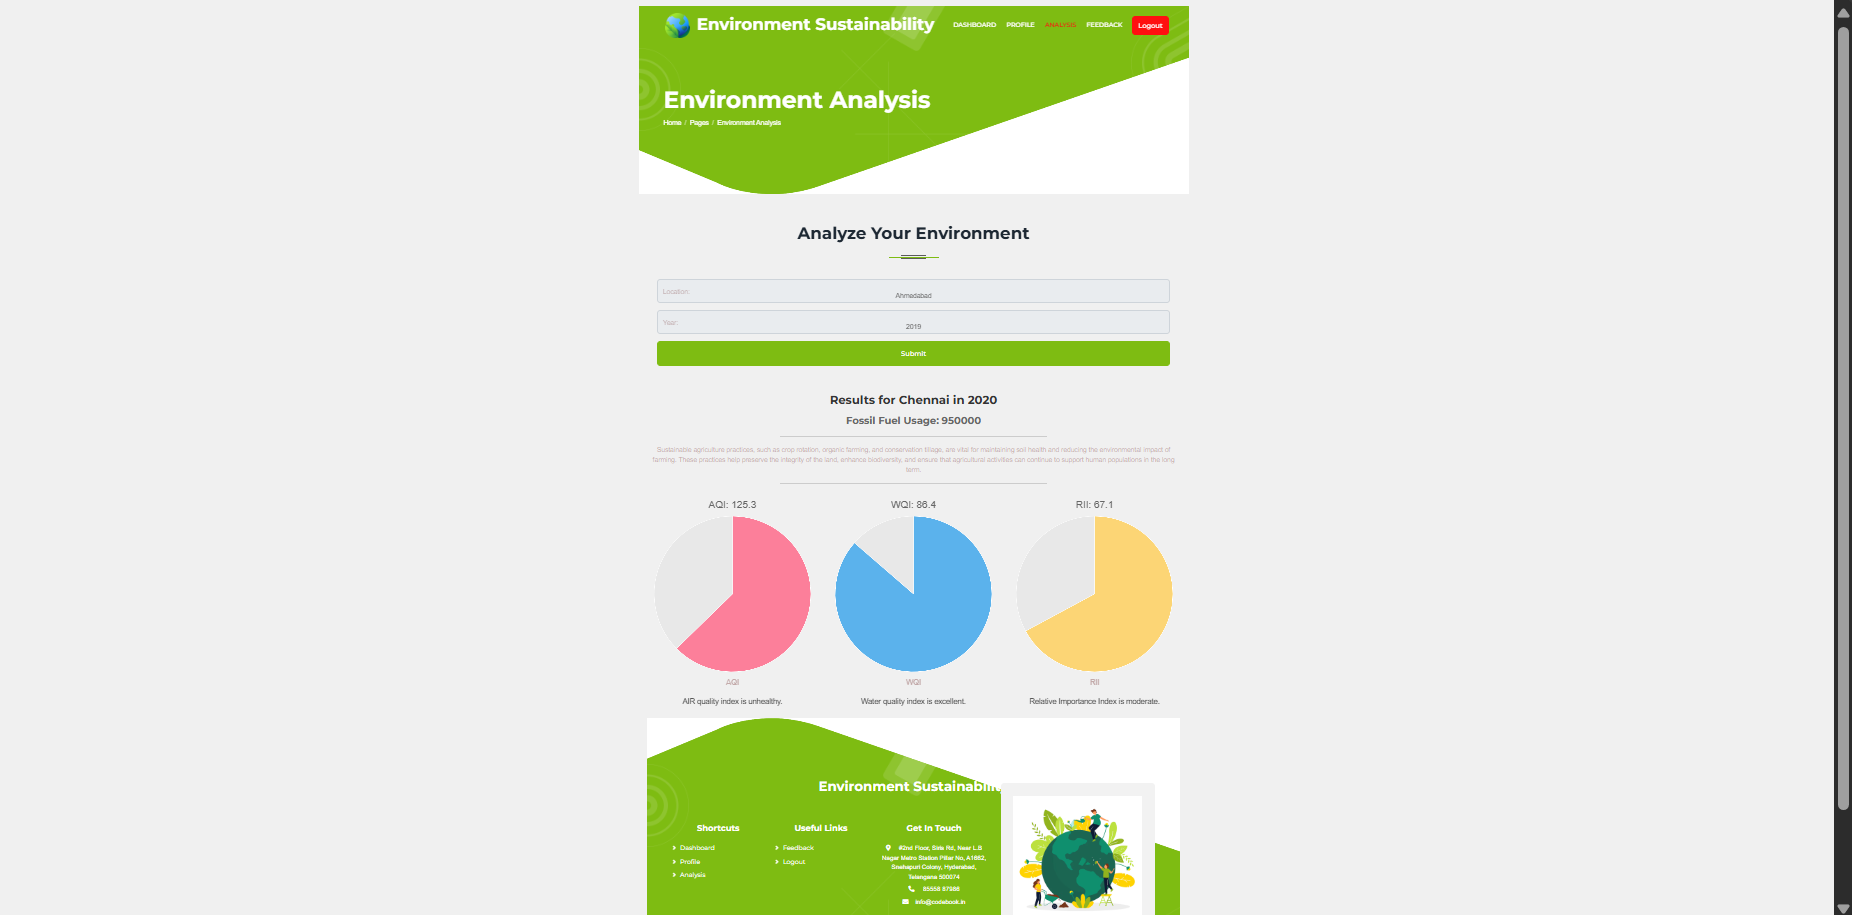 Environment Sustainability
DASHBOARD PROFILE ANALYSIS FEEDBACK Logout
Environment Analysis
Home / Pages / Environment Analysis
Analyze Your Environment
Location:
Ahmedabad
Year:
2019
Submit
Results for Chennai in 2020
Fossil Fuel Usage: 950000
Sustainable agriculture practices, such as crop rotation, organic farming, and conservation tillage, are vital for maintaining soil health and reducing the environmental impact of
farming. These practices help preserve the integrity of the land, enhance biodiversity, and ensure that agricultural activities can continue to support human populations in the long
term.
AQI: 125.3 WQI: 86.4 RII: 67.1
AQI WQI RII
AIR quality index is unhealthy. Water quality index is excellent. Relative Importance Index is moderate.
Environment Sustainabili
Shortcuts
Dashboard
Profile
Analysis
Useful Links
Feedback
Logout
Get In Touch
#2nd Floor, Siris Rd, Near L.B
Nagar Metro Station Pillar No, A1662,
Snehapuri Colony, Hyderabad,
Telangana 500074
85558 87986
info@codebook.in